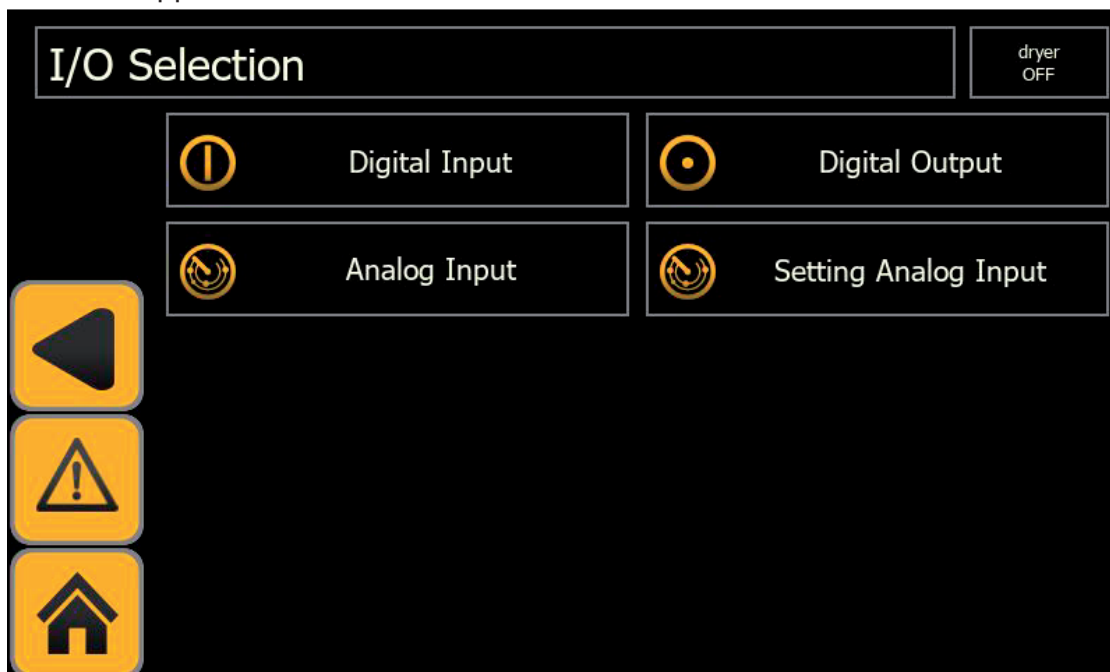 I/O Selection
dryer
OFF
Digital Input
Digital Output
Analog Input
Setting Analog Input